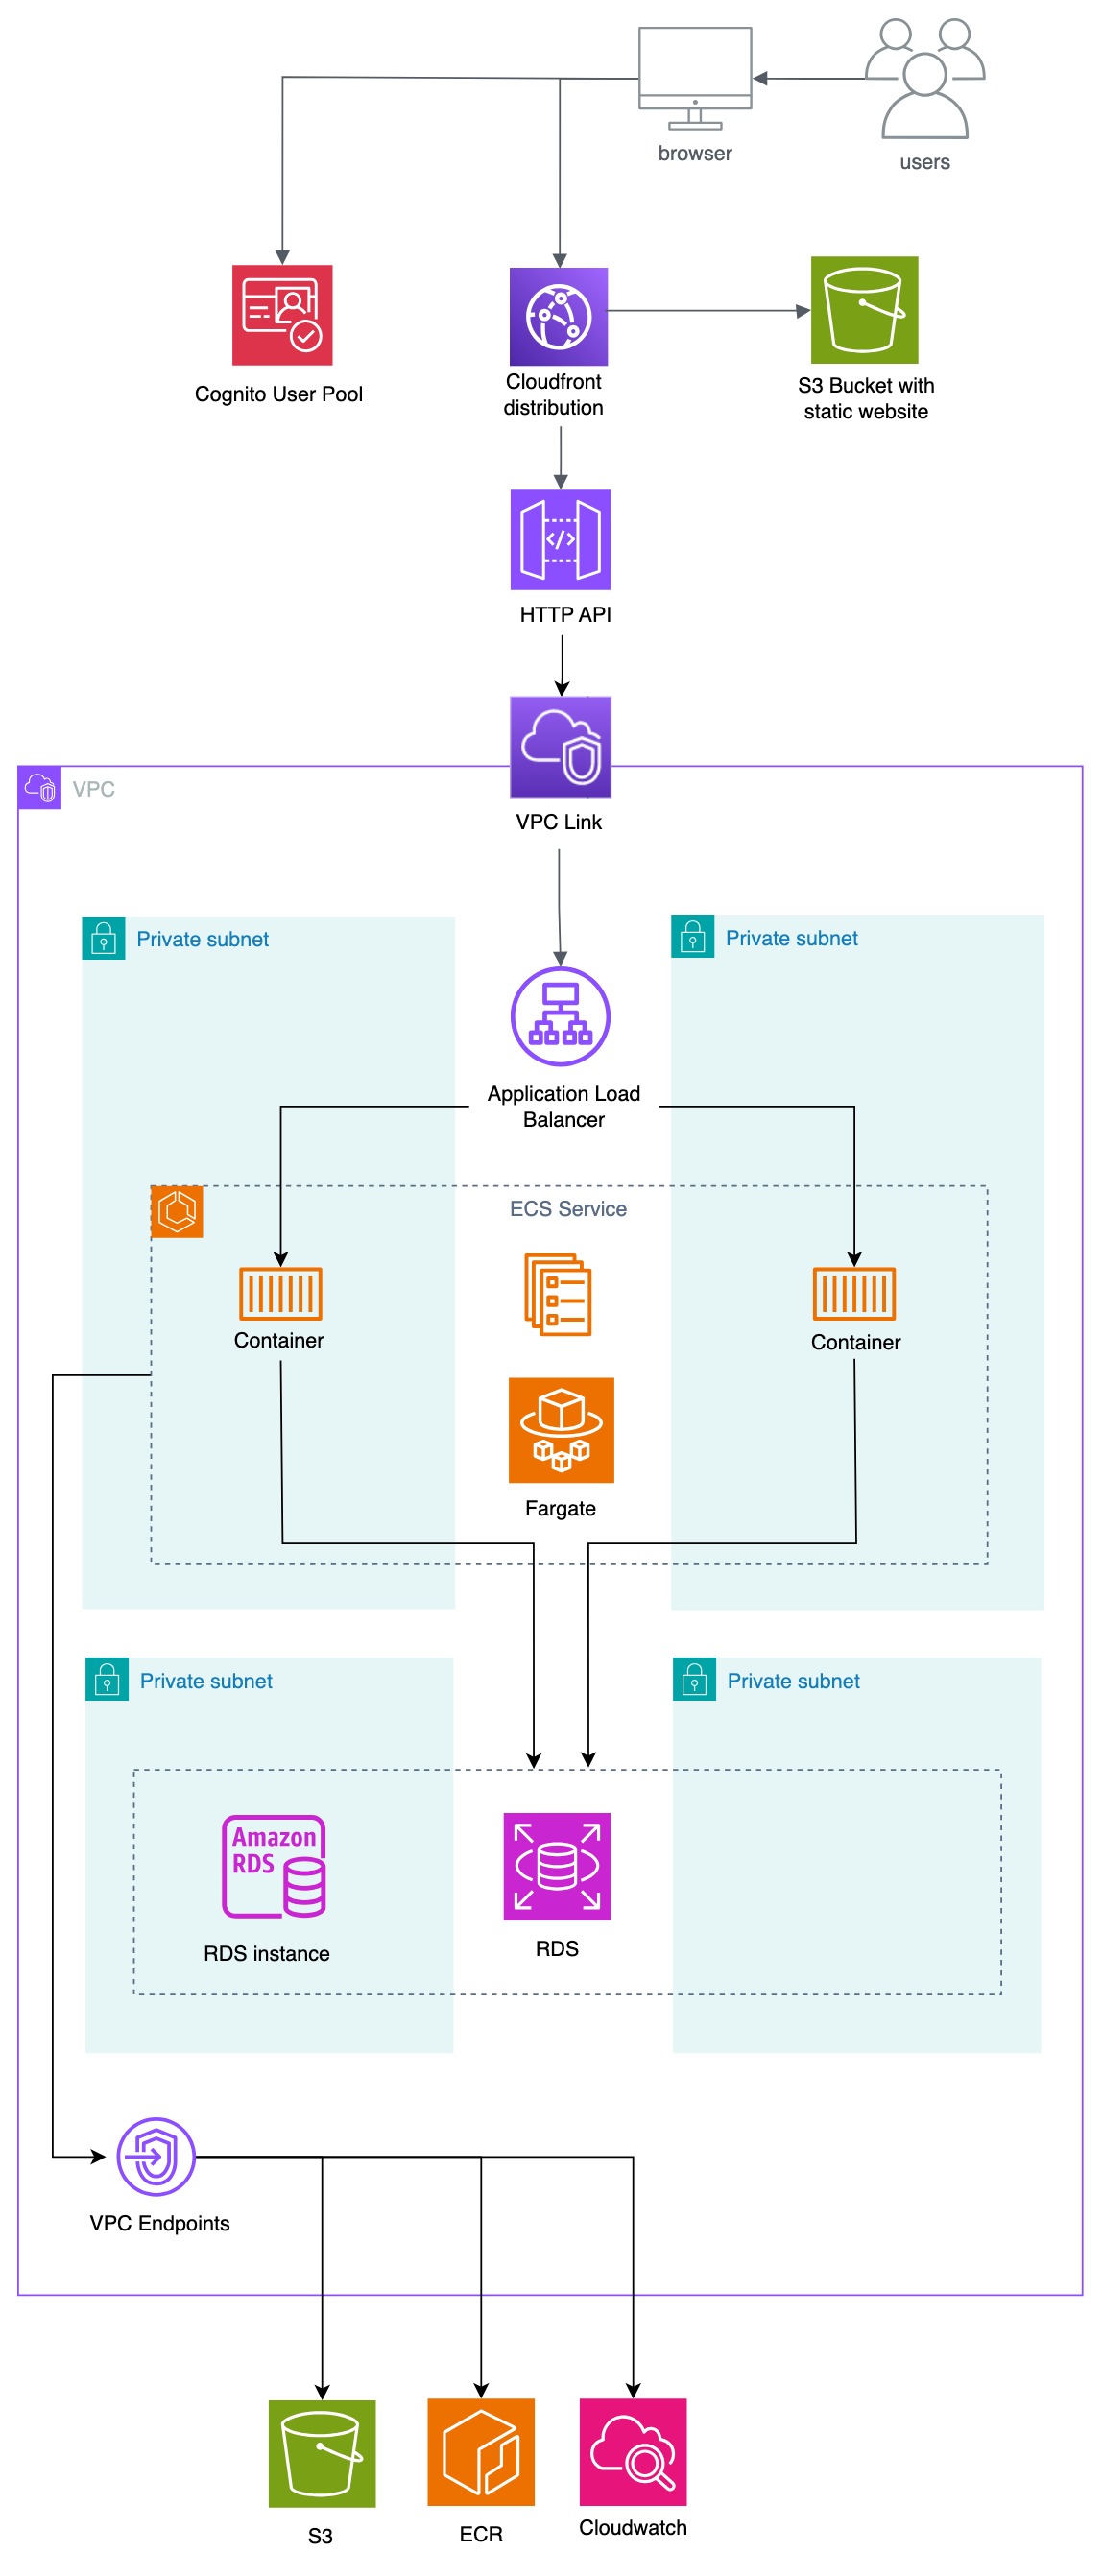 browser
users
Cognito User Pool
Cloudfront
distribution
S3 Bucket with
static website
HTTP API
VPC
VPC Link
Private subnet
Private subnet
Application Load
Balancer
ECS Service
Container
Container
Fargate
Private subnet
Private subnet
Amazon
RDS
RDS instance
RDS
VPC Endpoints
S3
ECR
Cloudwatch